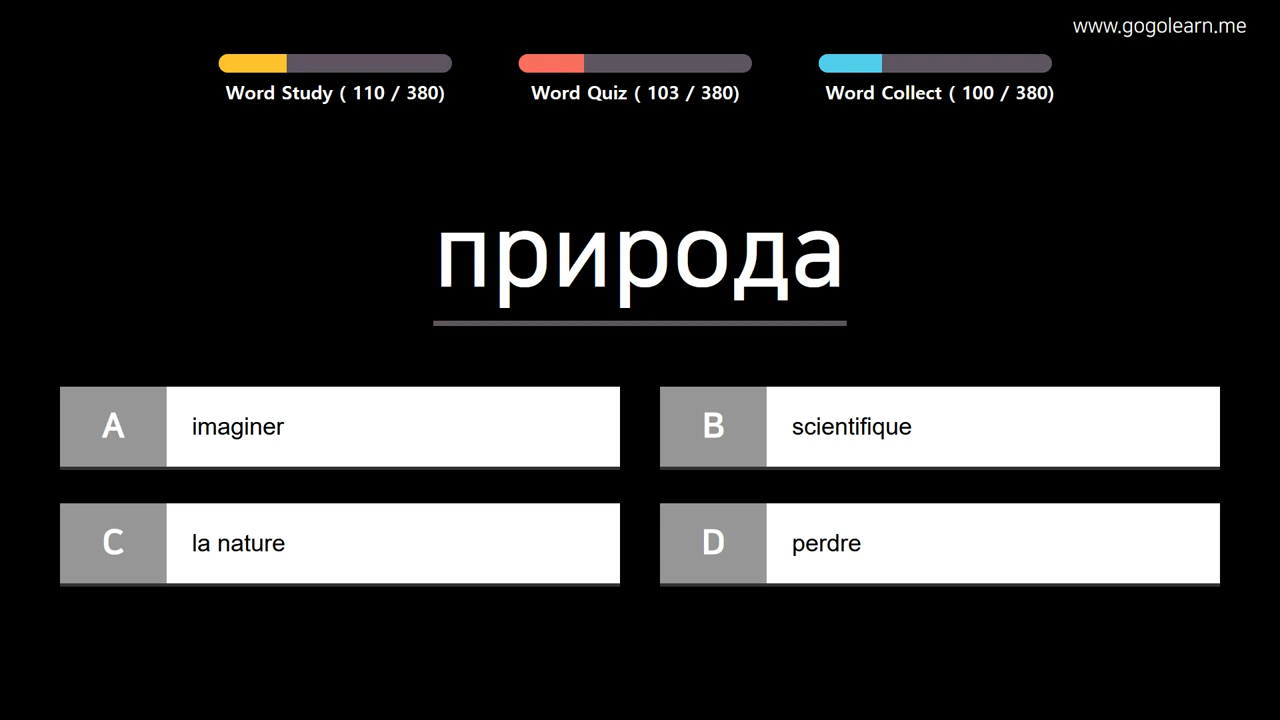 www.gogolearn.me
Word Study ( 110 / 380)
Word Quiz ( 103 / 380)
Word Collect ( 100 / 380)
природа
A
imaginer
B
scientifique
C
la nature
D
perdre